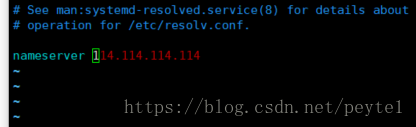 # See man:systemd-resolved.service(8) for details about
# operation for /etc/resolv.conf.
nameserver 114.114.114.114
~
~
~
~
https://blog.csdn.net/peyte1